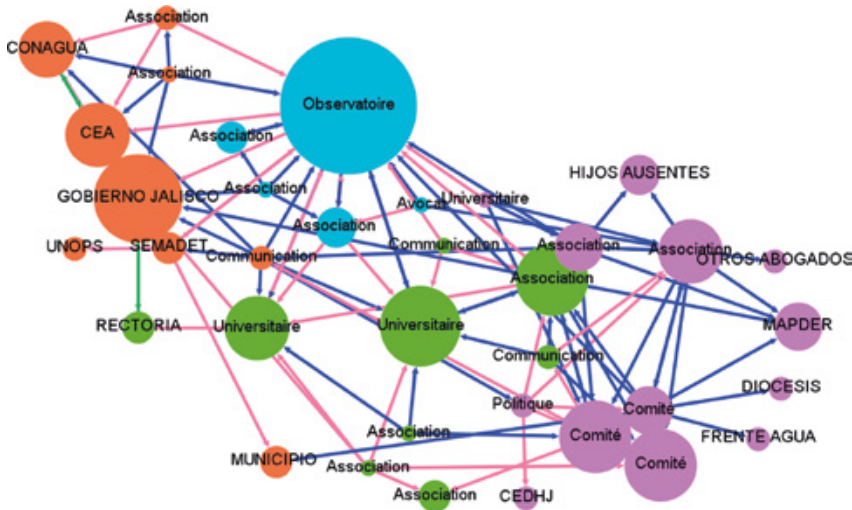 Association
CONAGUA
Association
Observatoire
CEA
Association
HIJOS AUSENTES
Association
GOBIERNO JALISCO
Avocat
Universitaire
Association
UNOPS
SEMADET
Communication
Communication
Association
Association
OTROS ABOGADOS
Association
RECTORIA
Universitaire
Universitaire
MAPDER
Communication
DIOCESIS
Politique
Comité
Association
Comité
FRENTE AGUA
MUNICIPIO
Association
Comité
Association
CEDHJ